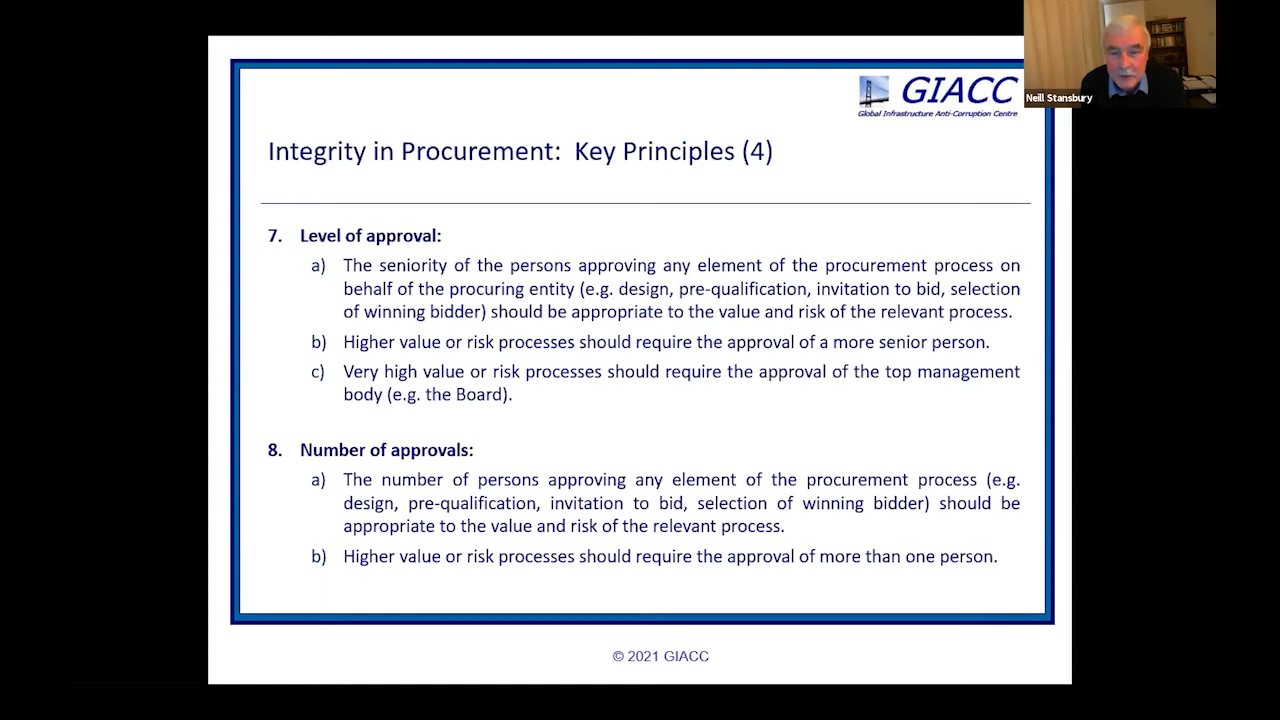 GIACC
Global Infrastructure Anti-Corruption Centre
Neill Stansbury
Integrity in Procurement: Key Principles (4)
7. Level of approval:
a) The seniority of the persons approving any element of the procurement process on
behalf of the procuring entity (e.g. design, pre-qualification, invitation to bid, selection
of winning bidder) should be appropriate to the value and risk of the relevant process.
b) Higher value or risk processes should require the approval of a more senior person.
c) Very high value or risk processes should require the approval of the top management
body (e.g. the Board).
8. Number of approvals:
a) The number of persons approving any element of the procurement process (e.g.
design, pre-qualification, invitation to bid, selection of winning bidder) should be
appropriate to the value and risk of the relevant process.
b) Higher value or risk processes should require the approval of more than one person.
© 2021 GIACC